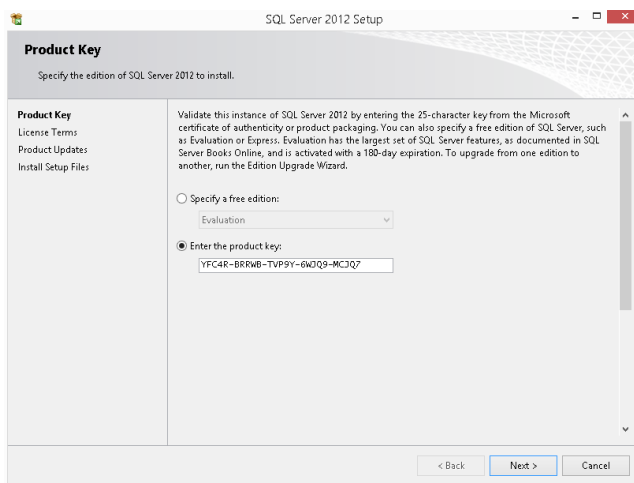 SQL Server 2012 Setup
Product Key
Specify the edition of SQL Server 2012 to install.
Product Key
License Terms
Product Updates
Install Setup Files
Validate this instance of SQL Server 2012 by entering the 25-character key from the Microsoft
certificate of authenticity or product packaging. You can also specify a free edition of SQL Server, such
as Evaluation or Express. Evaluation has the largest set of SQL Server features, as documented in SQL
Server Books Online, and is activated with a 180-day expiration. To upgrade from one edition to
another, run the Edition Upgrade Wizard.
Specify a free edition:
Evaluation
Enter the product key:
YFC4R-BRRWB-TVP9Y-6WJQ9-MCJQ7
< Back
Next >
Cancel